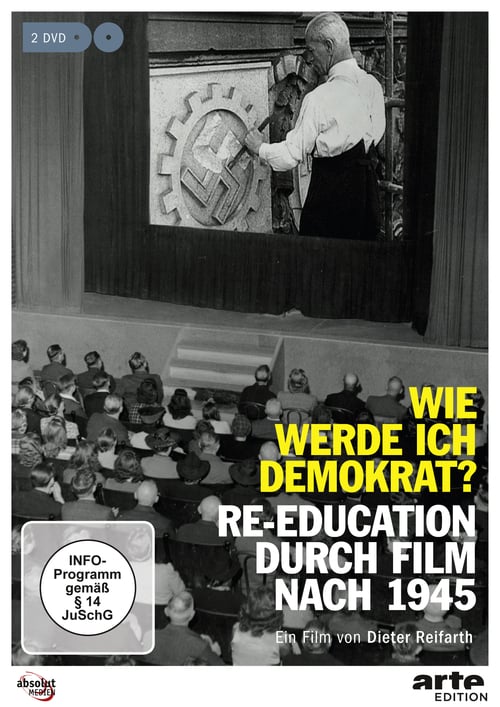 2 DVD
WIE
WERDE ICH
DEMOKRAT?
RE-EDUCATION
DURCH FILM
NACH 1945
Ein Film von Dieter Reifarth
INFO-
Programm
gemäß
§ 14
JuSchG
absolut
MEDIEN
arte
EDITION